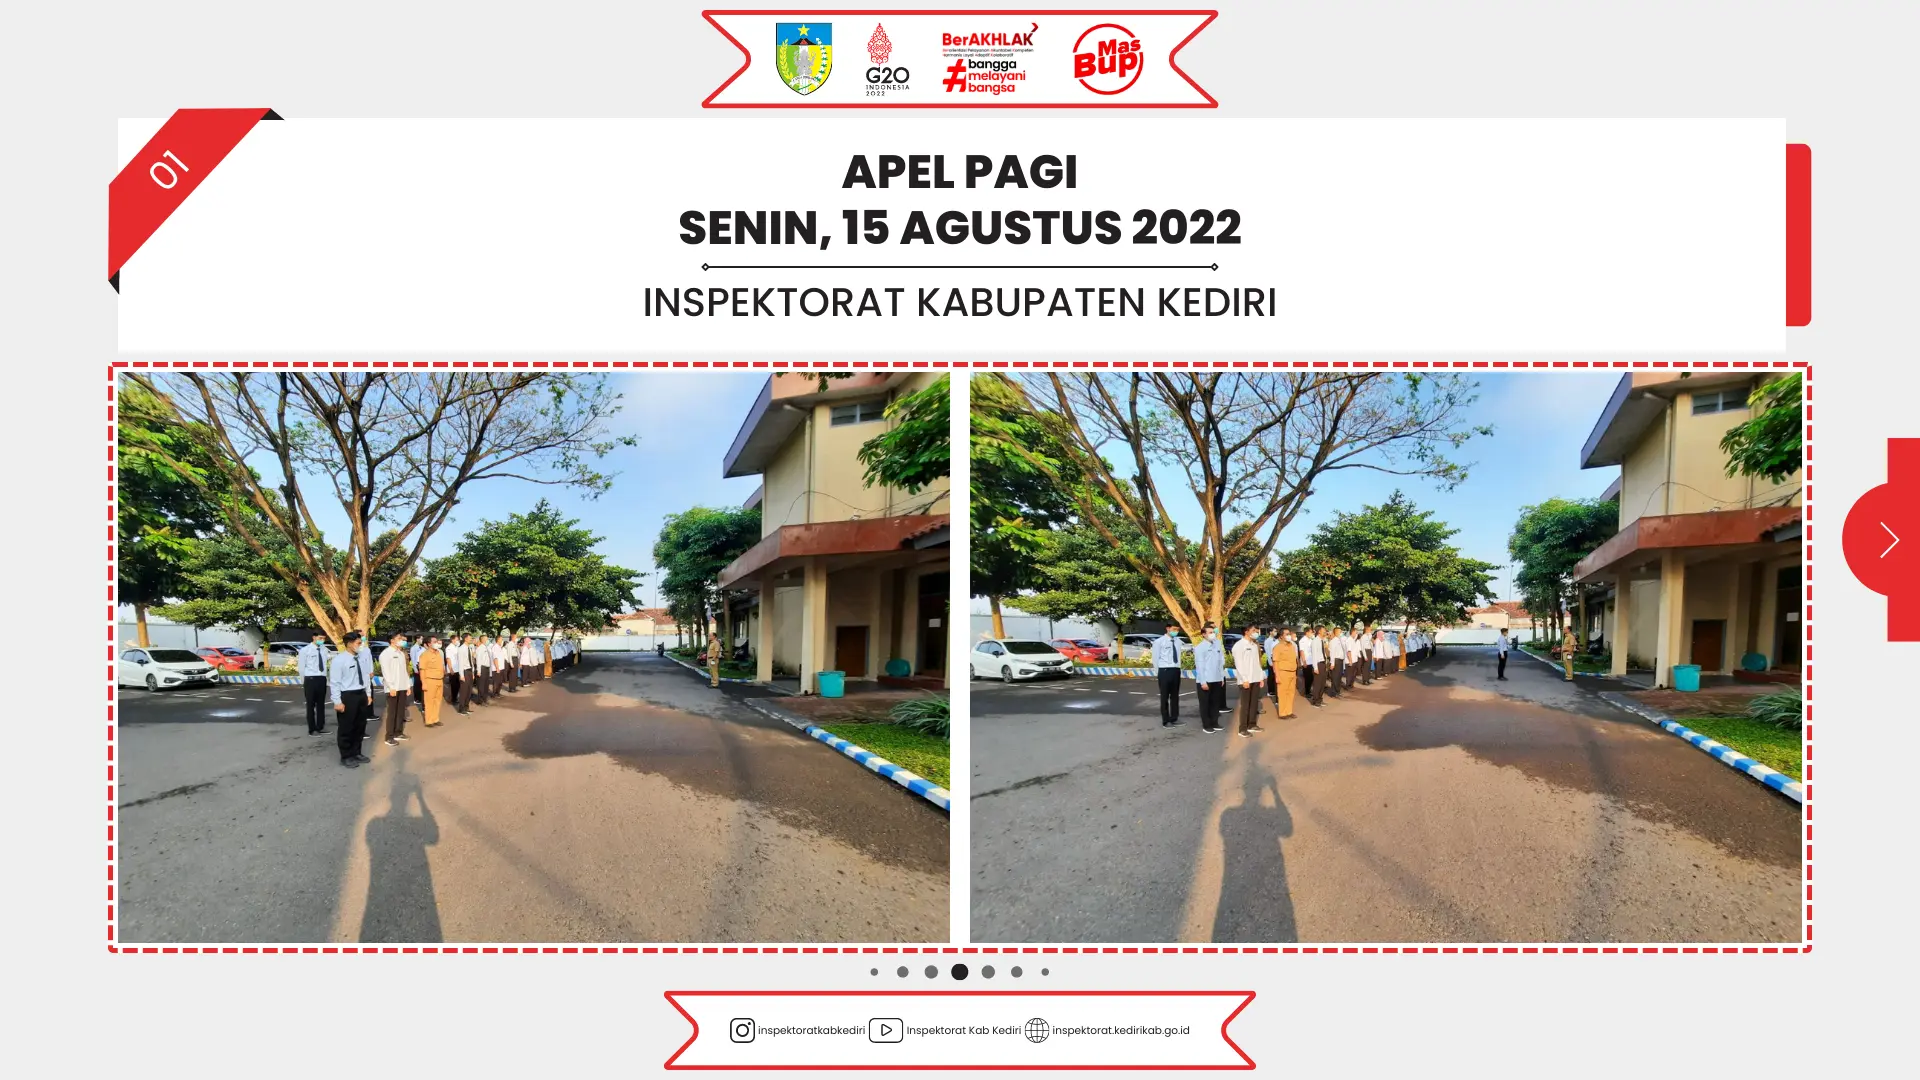 G20
INDONESIA
2022
BerAKHLAK
#bangga
melayani
bangsa
Mas
Bup
01
APEL PAGI
SENIN, 15 AGUSTUS 2022
INSPEKTORAT KABUPATEN KEDIRI
inspektoratkabkediri Inspektorat Kab Kediri inspektorat.kedirikab.go.id